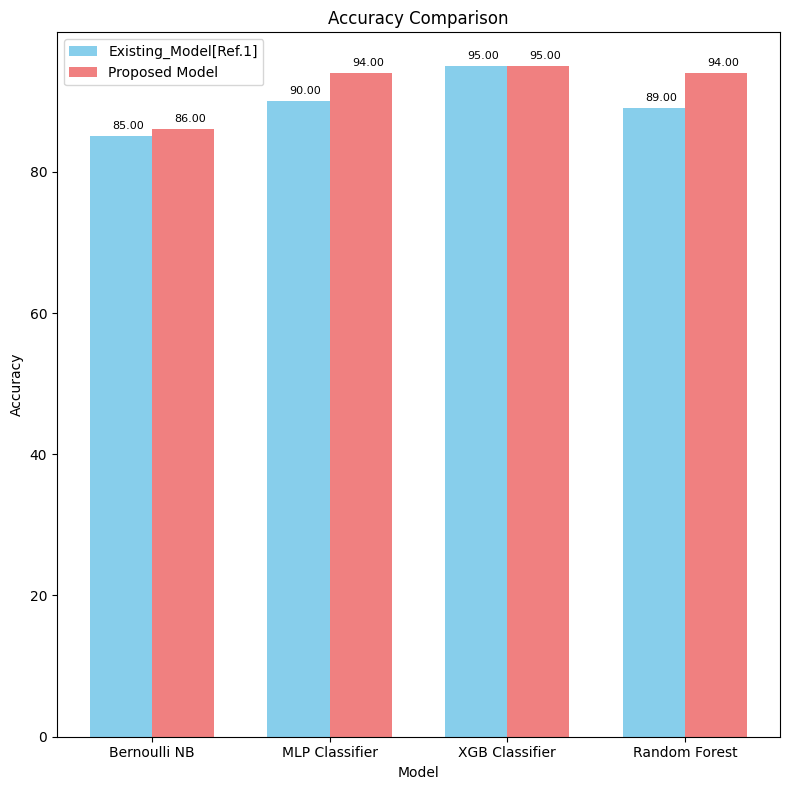 Accuracy Comparison
Existing_Model[Ref.1]
Proposed Model
85.00
86.00
90.00
94.00
95.00
95.00
89.00
94.00
Accuracy
80
60
40
20
0
Bernoulli NB
MLP Classifier
XGB Classifier
Random Forest
Model